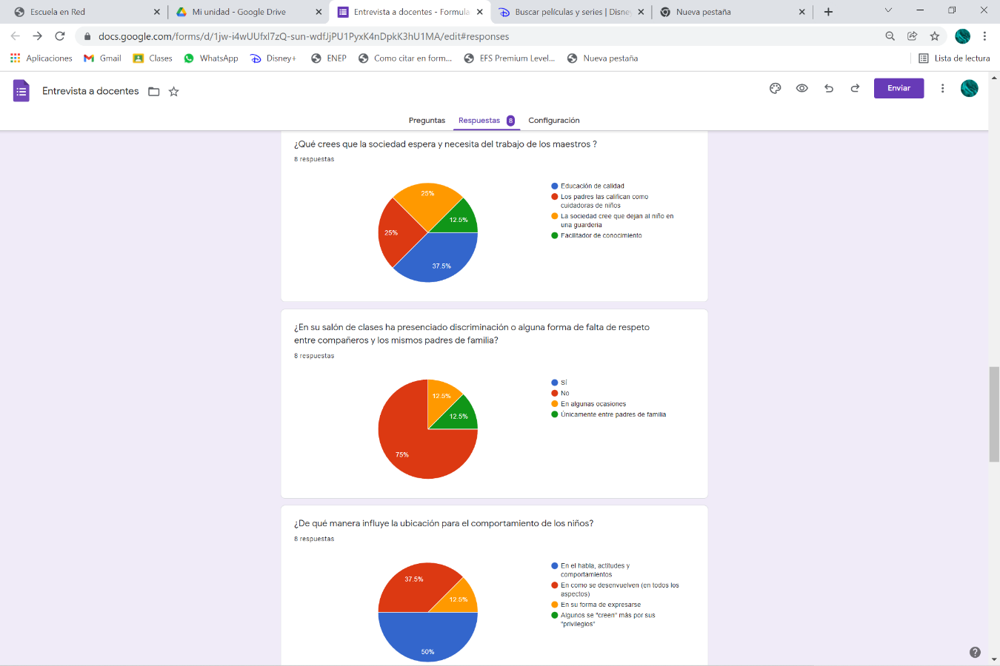 Escuela en Red
Mi unidad - Google Drive
Entrevista a docentes - Formula
Buscar películas y series | Disne
Nueva pestaña
docs.google.com/forms/d/1jw-i4wUUfxl7zQ-sun-wdfJjPU1PyxK4nDpkK3hU1MA/edit#responses
Aplicaciones
Gmail
Clases
WhatsApp
Disney+
ENEP
Como citar en form...
EFS Premium Level...
Nueva pestaña
Lista de lectura
Entrevista a docentes
Enviar
Preguntas
Respuestas 8
Configuración
¿Qué crees que la sociedad espera y necesita del trabajo de los maestros ?
8 respuestas
25%
12.5%
25%
37.5%
Educación de calidad
Los padres las califican como
cuidadoras de niños
La sociedad cree que dejan al niño en
una guardería
Facilitador de conocimiento
¿En su salón de clases ha presenciado discriminación o alguna forma de falta de respeto
entre compañeros y los mismos padres de familia?
8 respuestas
12.5%
12.5%
75%
Sí
No
En algunas ocasiones
Únicamente entre padres de familia
¿De qué manera influye la ubicación para el comportamiento de los niños?
8 respuestas
37.5%
12.5%
50%
En el habla, actitudes y
comportamientos
En como se desenvuelven (en todos los
aspectos)
En su forma de expresarse
Algunos se "creen" más por sus
"privilegios"